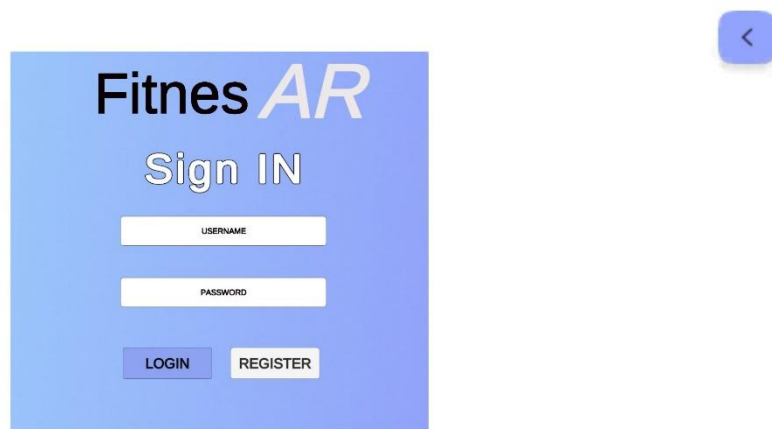 Fitnes AR
Sign IN
USERNAME
PASSWORD
LOGIN REGISTER